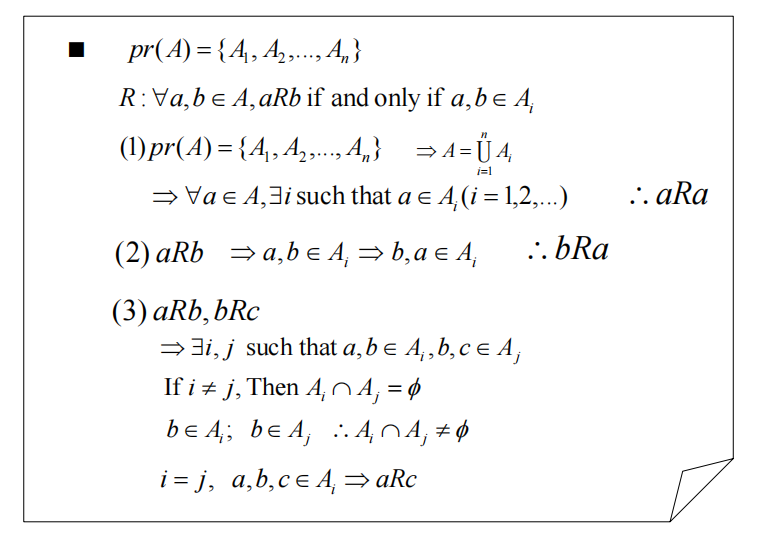 ■ pr(A) = {A₁, A₂,..., Aₙ}
R : ∀a,b ∈ A, aRb if and only if a,b ∈ Aᵢ
(1) pr(A) = {A₁, A₂,..., Aₙ} ⇒ A = ⋃ᵢ₌₁ⁿ Aᵢ
⇒ ∀a ∈ A, ∃i such that a ∈ Aᵢ (i = 1,2,...) ∴ aRa
(2) aRb ⇒ a,b ∈ Aᵢ ⇒ b,a ∈ Aᵢ ∴ bRa
(3) aRb, bRc
⇒ ∃i, j such that a,b ∈ Aᵢ, b,c ∈ Aⱼ
If i ≠ j, Then Aᵢ ∩ Aⱼ = ϕ
b ∈ Aᵢ; b ∈ Aⱼ ∴ Aᵢ ∩ Aⱼ ≠ ϕ
i = j, a,b,c ∈ Aᵢ ⇒ aRc